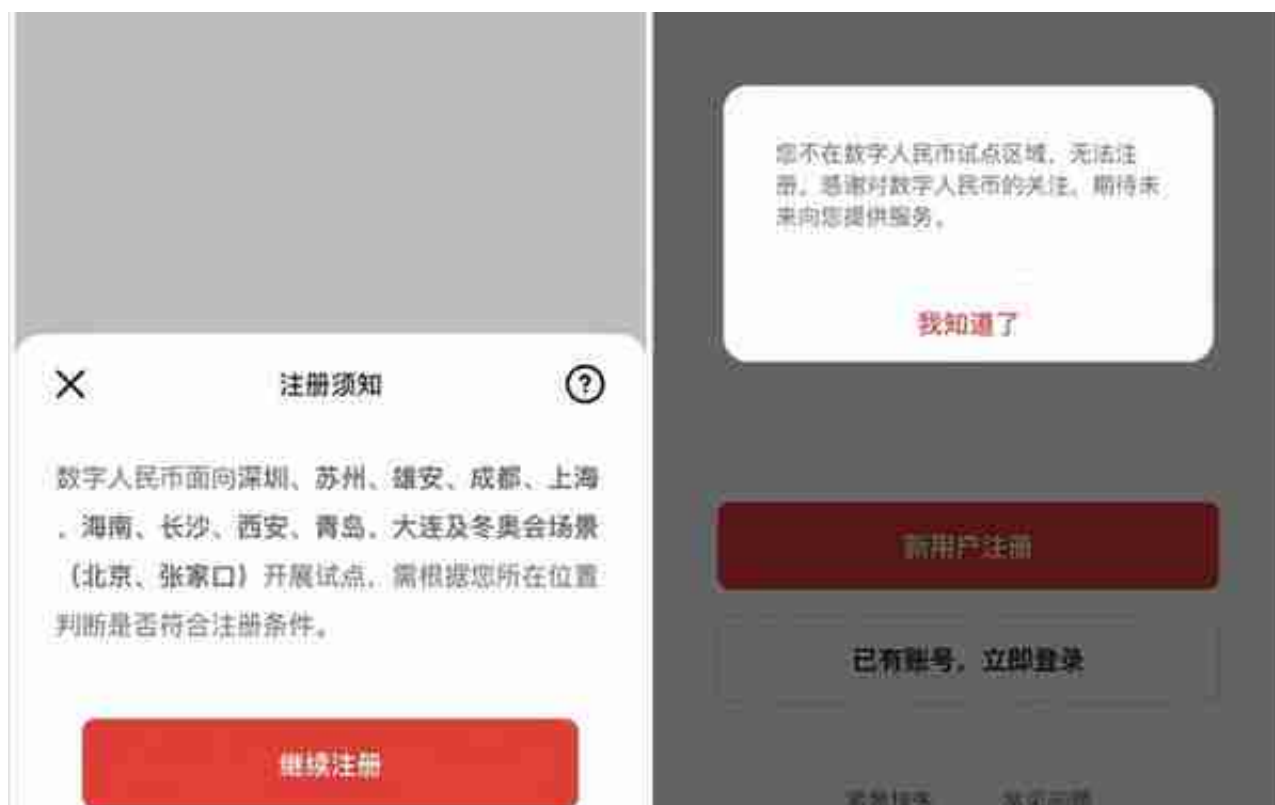 注册须知
数字人民币面向深圳、苏州、雄安、成都、上海
、海南、长沙、西安、青岛、大连及冬奥会场景
（北京、张家口）开展试点，需根据您所在位置
判断是否符合注册条件。
继续注册
您不在数字人民币试点区域，无法注
册，感谢对数字人民币的关注，期待未
来向您提供服务。
我知道了
新用户注册
已有账号，立即登录